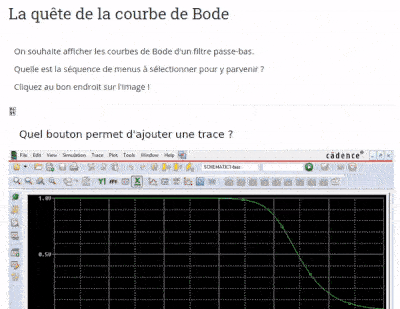 La quête de la courbe de Bode
On souhaite afficher les courbes de Bode d'un filtre passe-bas.
Quelle est la séquence de menus à sélectionner pour y parvenir ?
Cliquez au bon endroit sur l'image !
Quel bouton permet d'ajouter une trace ?
File Edit View Simulation Trace Plot Tools Window Help cādence
SCHEMATIC1-bas
1.0V
0.5V